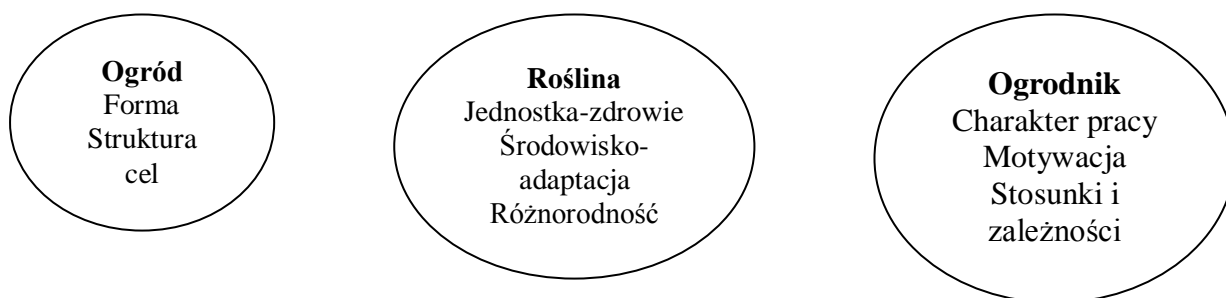 Ogród
Forma
Struktura
cel
Roślina
Jednostka-zdrowie
Środowisko-
adaptacja
Różnorodność
Ogrodnik
Charakter pracy
Motywacja
Stosunki i
zależności